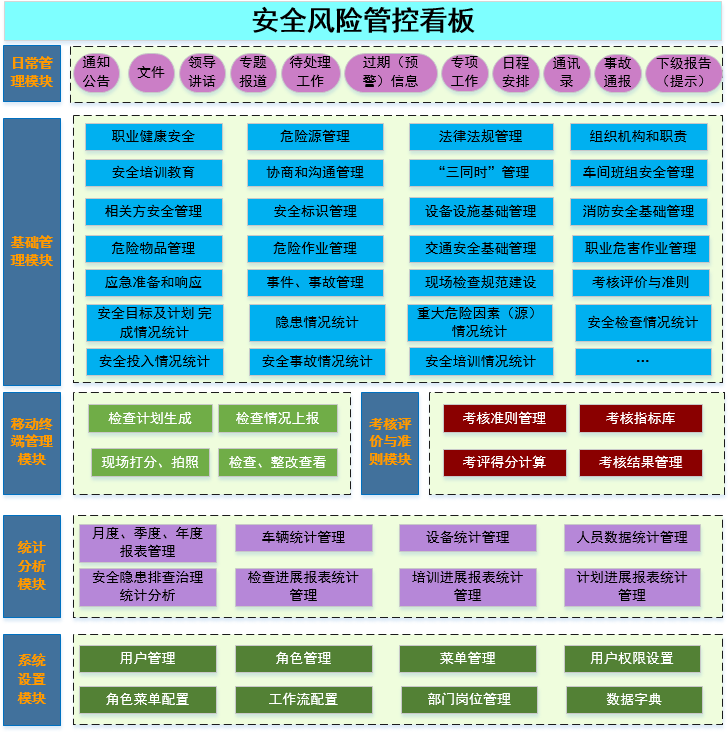 安全风险管控看板
日常管
理模块
通知
公告
文件
领导
讲话
专题
报道
待处理
工作
过期（预
警）信息
专项
工作
日程
安排
通讯
录
事故
通报
下级报告
（提示）
基础管
理模块
职业健康安全
危险源管理
法律法规管理
组织机构和职责
安全培训教育
协商和沟通管理
“三同时”管理
车间班组安全管理
相关方安全管理
安全标识管理
设备设施基础管理
消防安全基础管理
危险物品管理
危险作业管理
交通安全基础管理
职业危害作业管理
应急准备和响应
事件、事故管理
现场检查规范建设
考核评价与准则
安全目标及计划 完
成情况统计
隐患情况统计
重大危险因素（源）
情况统计
安全检查情况统计
安全投入情况统计
安全事故情况统计
安全培训情况统计
…
移动终
端管理
模块
检查计划生成
检查情况上报
现场打分、拍照
检查、整改查看
考核评
价与准
则模块
考核准则管理
考核指标库
考评得分计算
考核结果管理
统计
分析
模块
月度、季度、年度
报表管理
车辆统计管理
设备统计管理
人员数据统计管理
安全隐患排查治理
统计分析
检查进展报表统计
管理
培训进展报表统计
管理
计划进展报表统计
管理
系统
设置
模块
用户管理
角色管理
菜单管理
用户权限设置
角色菜单配置
工作流配置
部门岗位管理
数据字典